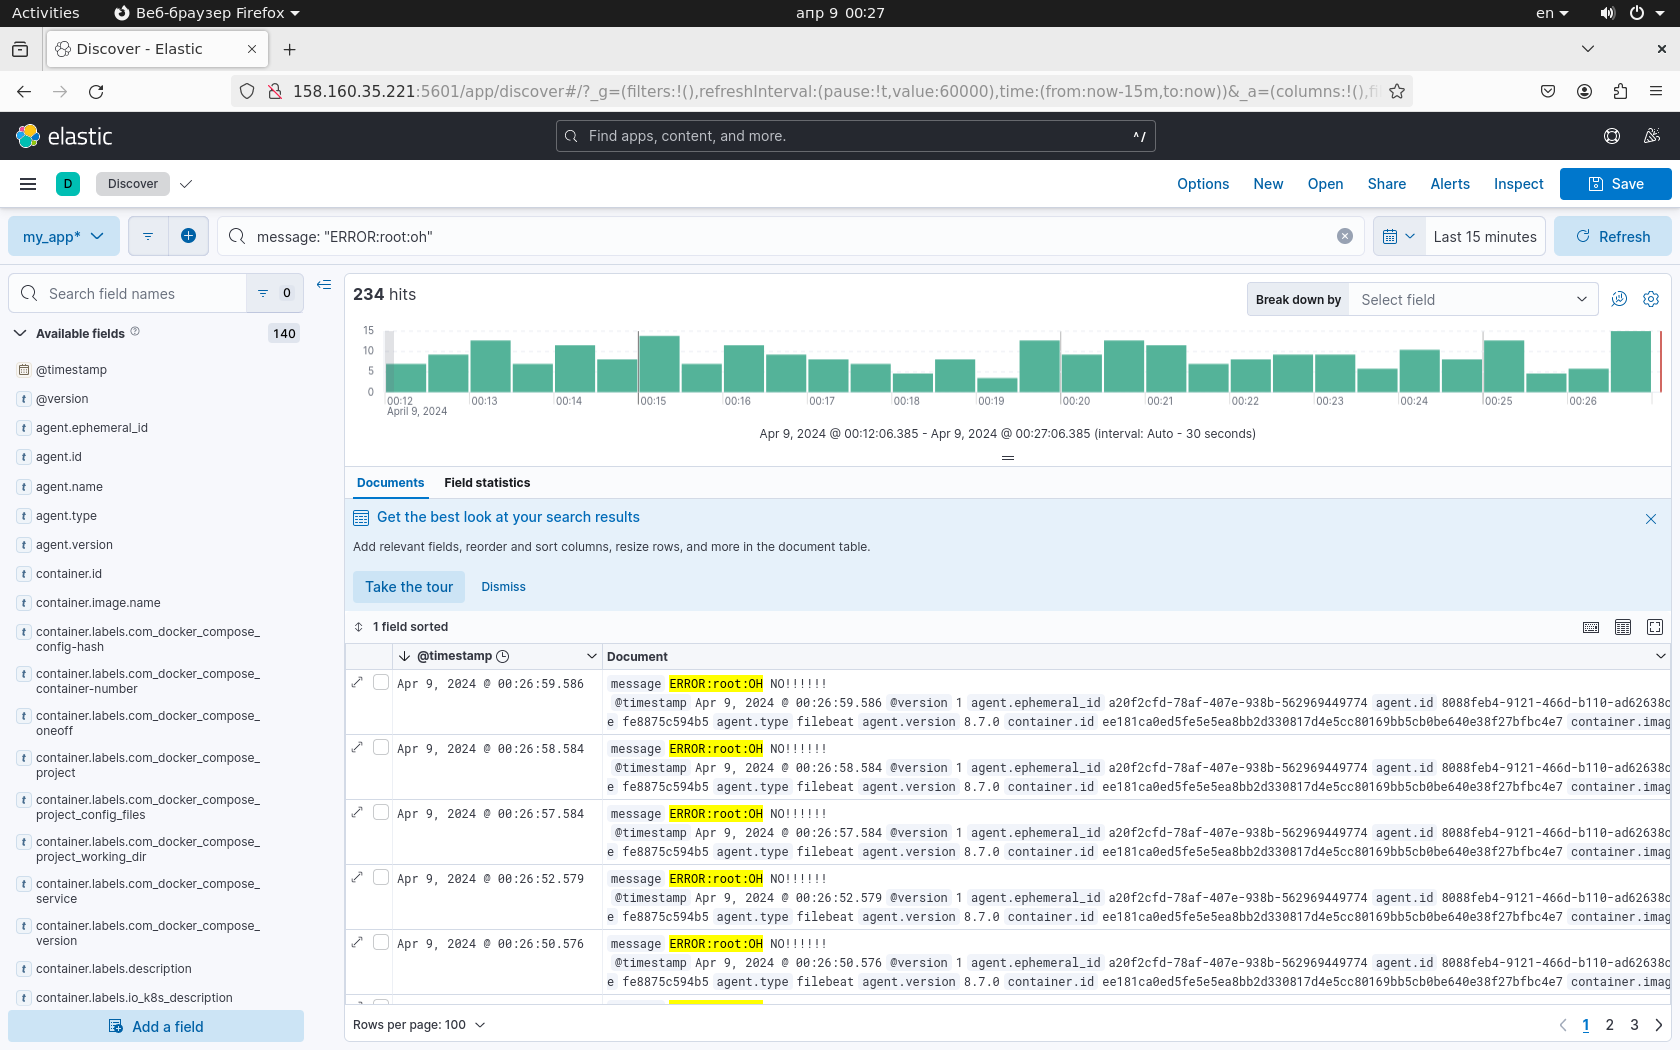 Activities
Веб-браузер Firefox
апр 9 00:27
en
Discover - Elastic
158.160.35.221:5601/app/discover#/?_g=(filters:!(),refreshInterval:(pause:!t,value:60000),time:(from:now-15m,to:now))&_a=(columns:!(),fi
elastic
Find apps, content, and more.
^/
D
Discover
Options
New
Open
Share
Alerts
Inspect
Save
my_app*
message: "ERROR:root:oh"
Last 15 minutes
Refresh
Search field names
0
Available fields
140
@timestamp
@version
agent.ephemeral_id
agent.id
agent.name
agent.type
agent.version
container.id
container.image.name
container.labels.com_docker_compose_
config-hash
container.labels.com_docker_compose_
container-number
container.labels.com_docker_compose_
oneoff
container.labels.com_docker_compose_
project
container.labels.com_docker_compose_
project_config_files
container.labels.com_docker_compose_
project_working_dir
container.labels.com_docker_compose_
service
container.labels.com_docker_compose_
version
container.labels.description
container.labels.io_k8s_description
Add a field
234 hits
Break down by
Select field
15
10
5
0
00:12
00:13
00:14
00:15
00:16
00:17
00:18
00:19
00:20
00:21
00:22
00:23
00:24
00:25
00:26
April 9, 2024
Apr 9, 2024 @ 00:12:06.385 - Apr 9, 2024 @ 00:27:06.385 (interval: Auto - 30 seconds)
Documents
Field statistics
Get the best look at your search results
Add relevant fields, reorder and sort columns, resize rows, and more in the document table.
Take the tour
Dismiss
1 field sorted
@timestamp
Document
Apr 9, 2024 @ 00:26:59.586
message ERROR:root:OH NO!!!!!!
@timestamp Apr 9, 2024 @ 00:26:59.586 @version 1 agent.ephemeral_id a20f2cfd-78af-407e-938b-562969449774 agent.id 8088feb4-9121-466d-b110-ad62638c
e fe8875c594b5 agent.type filebeat agent.version 8.7.0 container.id ee181ca0ed5fe5e5ea8bb2d330817d4e5cc80169bb5cb0be640e38f27bfbc4e7 container.imag
Apr 9, 2024 @ 00:26:58.584
message ERROR:root:OH NO!!!!!!
@timestamp Apr 9, 2024 @ 00:26:58.584 @version 1 agent.ephemeral_id a20f2cfd-78af-407e-938b-562969449774 agent.id 8088feb4-9121-466d-b110-ad62638c
e fe8875c594b5 agent.type filebeat agent.version 8.7.0 container.id ee181ca0ed5fe5e5ea8bb2d330817d4e5cc80169bb5cb0be640e38f27bfbc4e7 container.imag
Apr 9, 2024 @ 00:26:57.584
message ERROR:root:OH NO!!!!!!
@timestamp Apr 9, 2024 @ 00:26:57.584 @version 1 agent.ephemeral_id a20f2cfd-78af-407e-938b-562969449774 agent.id 8088feb4-9121-466d-b110-ad62638c
e fe8875c594b5 agent.type filebeat agent.version 8.7.0 container.id ee181ca0ed5fe5e5ea8bb2d330817d4e5cc80169bb5cb0be640e38f27bfbc4e7 container.imag
Apr 9, 2024 @ 00:26:52.579
message ERROR:root:OH NO!!!!!!
@timestamp Apr 9, 2024 @ 00:26:52.579 @version 1 agent.ephemeral_id a20f2cfd-78af-407e-938b-562969449774 agent.id 8088feb4-9121-466d-b110-ad62638c
e fe8875c594b5 agent.type filebeat agent.version 8.7.0 container.id ee181ca0ed5fe5e5ea8bb2d330817d4e5cc80169bb5cb0be640e38f27bfbc4e7 container.imag
Apr 9, 2024 @ 00:26:50.576
message ERROR:root:OH NO!!!!!!
@timestamp Apr 9, 2024 @ 00:26:50.576 @version 1 agent.ephemeral_id a20f2cfd-78af-407e-938b-562969449774 agent.id 8088feb4-9121-466d-b110-ad62638c
e fe8875c594b5 agent.type filebeat agent.version 8.7.0 container.id ee181ca0ed5fe5e5ea8bb2d330817d4e5cc80169bb5cb0be640e38f27bfbc4e7 container.imag
Rows per page: 100
1 2 3